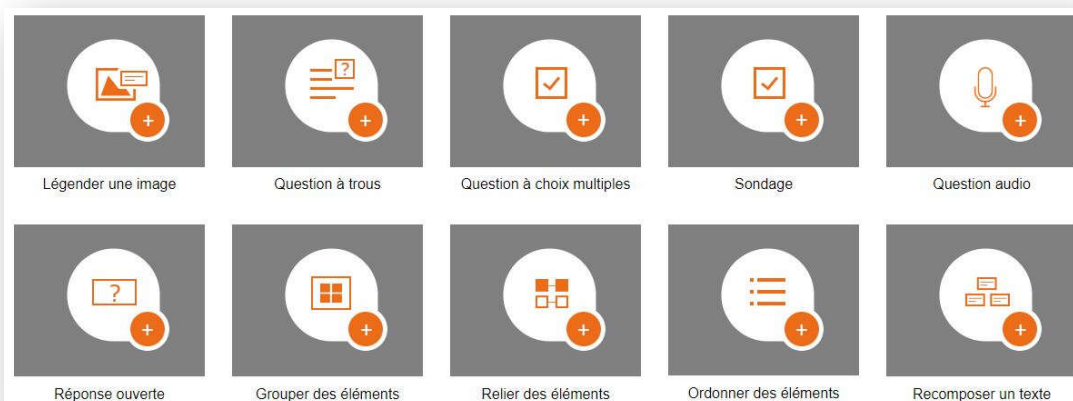 Légender une image
Question à trous
Question à choix multiples
Sondage
Question audio
Réponse ouverte
Grouper des éléments
Relier des éléments
Ordonner des éléments
Recomposer un texte